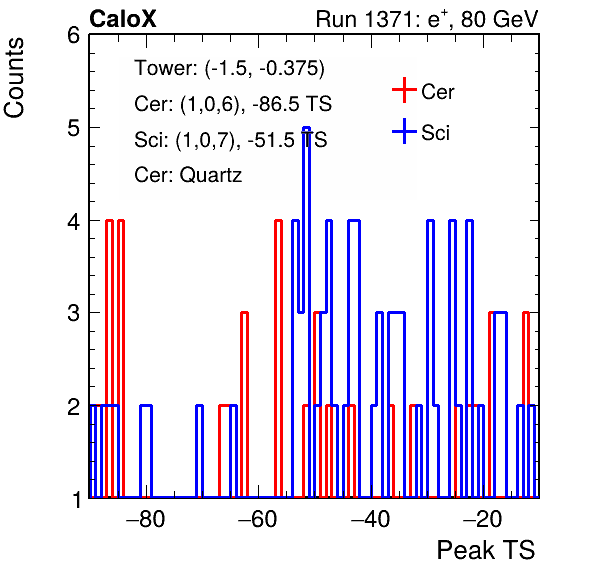 CaloX Run 1371: e⁺, 80 GeV
Counts
6
5
4
3
2
1
Tower: (-1.5, -0.375)
Cer: (1,0,6), -86.5 TS
Sci: (1,0,7), -51.5 TS
Cer: Quartz
Cer
Sci
−80 −60 −40 −20
Peak TS